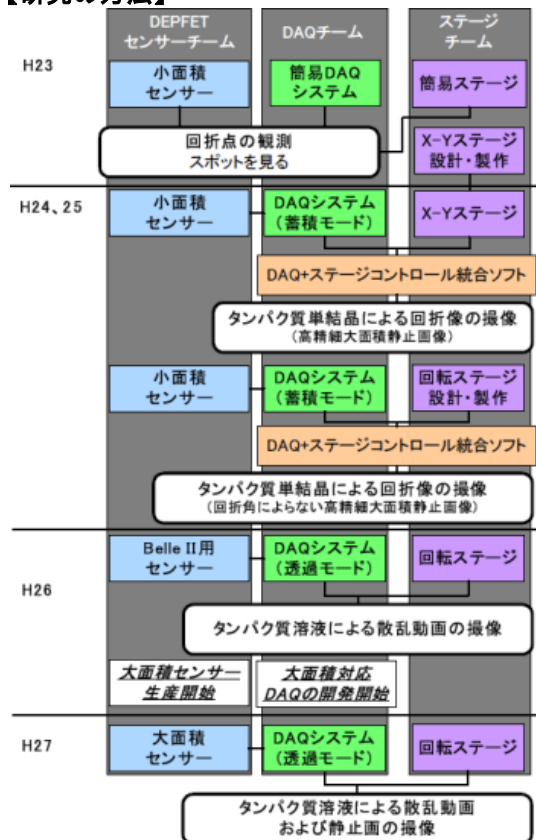 【研究の方法】
DEPFET
センサーチーム
DAQチーム
ステージ
チーム
H23
小面積
センサー
簡易DAQ
システム
簡易ステージ
回折点の観測
スポットを見る
X-Yステージ
設計・製作
H24、25
小面積
センサー
DAQシステム
(蓄積モード)
X-Yステージ
DAQ+ステージコントロール統合ソフト
タンパク質単結晶による回折像の撮像
(高精細大面積静止画像)
小面積
センサー
DAQシステム
(蓄積モード)
回転ステージ
設計・製作
DAQ+ステージコントロール統合ソフト
タンパク質単結晶による回折像の撮像
(回折角によらない高精細大面積静止画像)
H26
Belle II用
センサー
DAQシステム
(透過モード)
回転ステージ
タンパク質溶液による散乱動画の撮像
大面積センサー
生産開始
大面積対応
DAQの開発開始
H27
大面積
センサー
DAQシステム
(透過モード)
回転ステージ
タンパク質溶液による散乱動画
および静止画の撮像